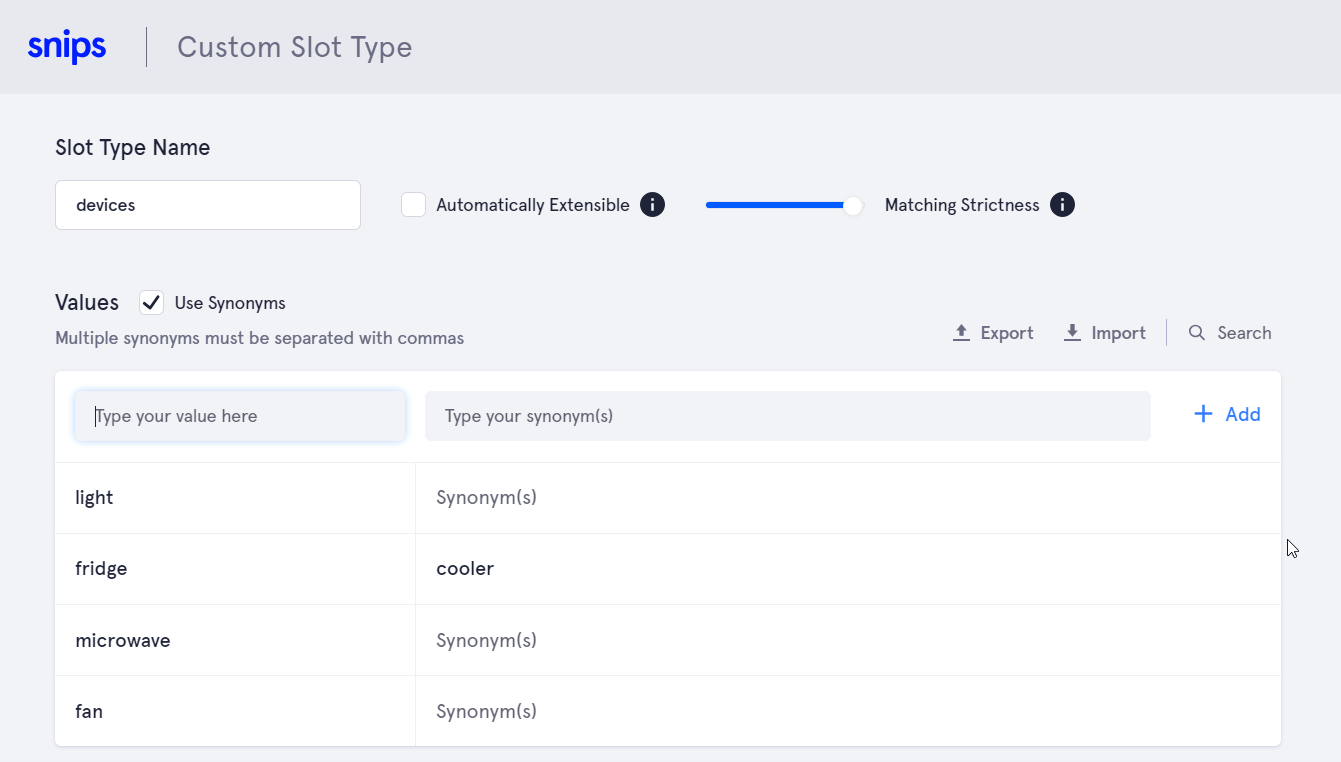 snips Custom Slot Type
Slot Type Name
devices Automatically Extensible i Matching Strictness i
Values Use Synonyms
Multiple synonyms must be separated with commas
Export Import Search
Type your value here Type your synonym(s) + Add
light Synonym(s)
fridge cooler
microwave Synonym(s)
fan Synonym(s)